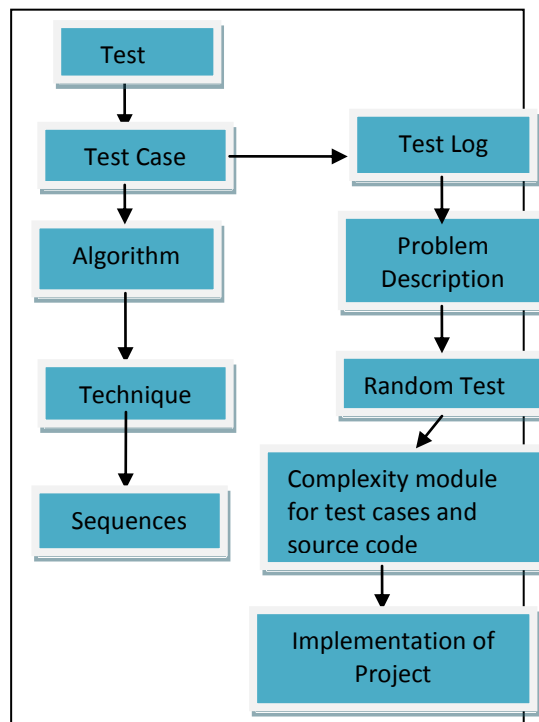 Test
Test Case
Test Log
Algorithm
Problem
Description
Technique
Random Test
Sequences
Complexity module
for test cases and
source code
Implementation of
Project